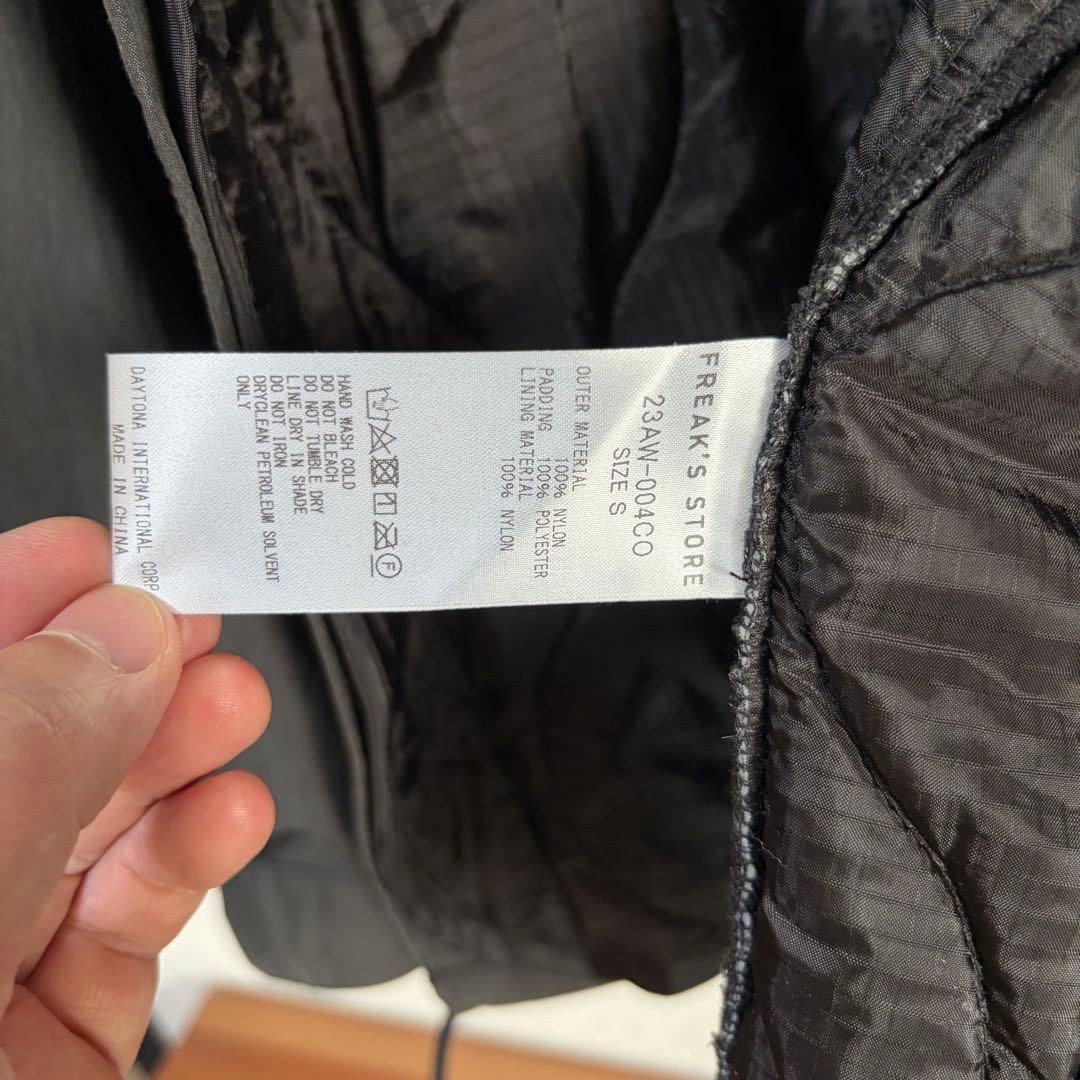 FREAK'S STORE
23AW-004CO
SIZE S
OUTER MATERIAL
100% NYLON
PADDING 100% POLYESTER
LINING MATERIAL
100% NYLON
F
HAND WASH COLD
DO NOT BLEACH
DO NOT TUMBLE DRY
LINE DRY IN SHADE
DO NOT IRON
DRYCLEAN PETROLEUM SOLVENT
ONLY
DAYTONA INTERNATIONAL CORP
MADE IN CHINA